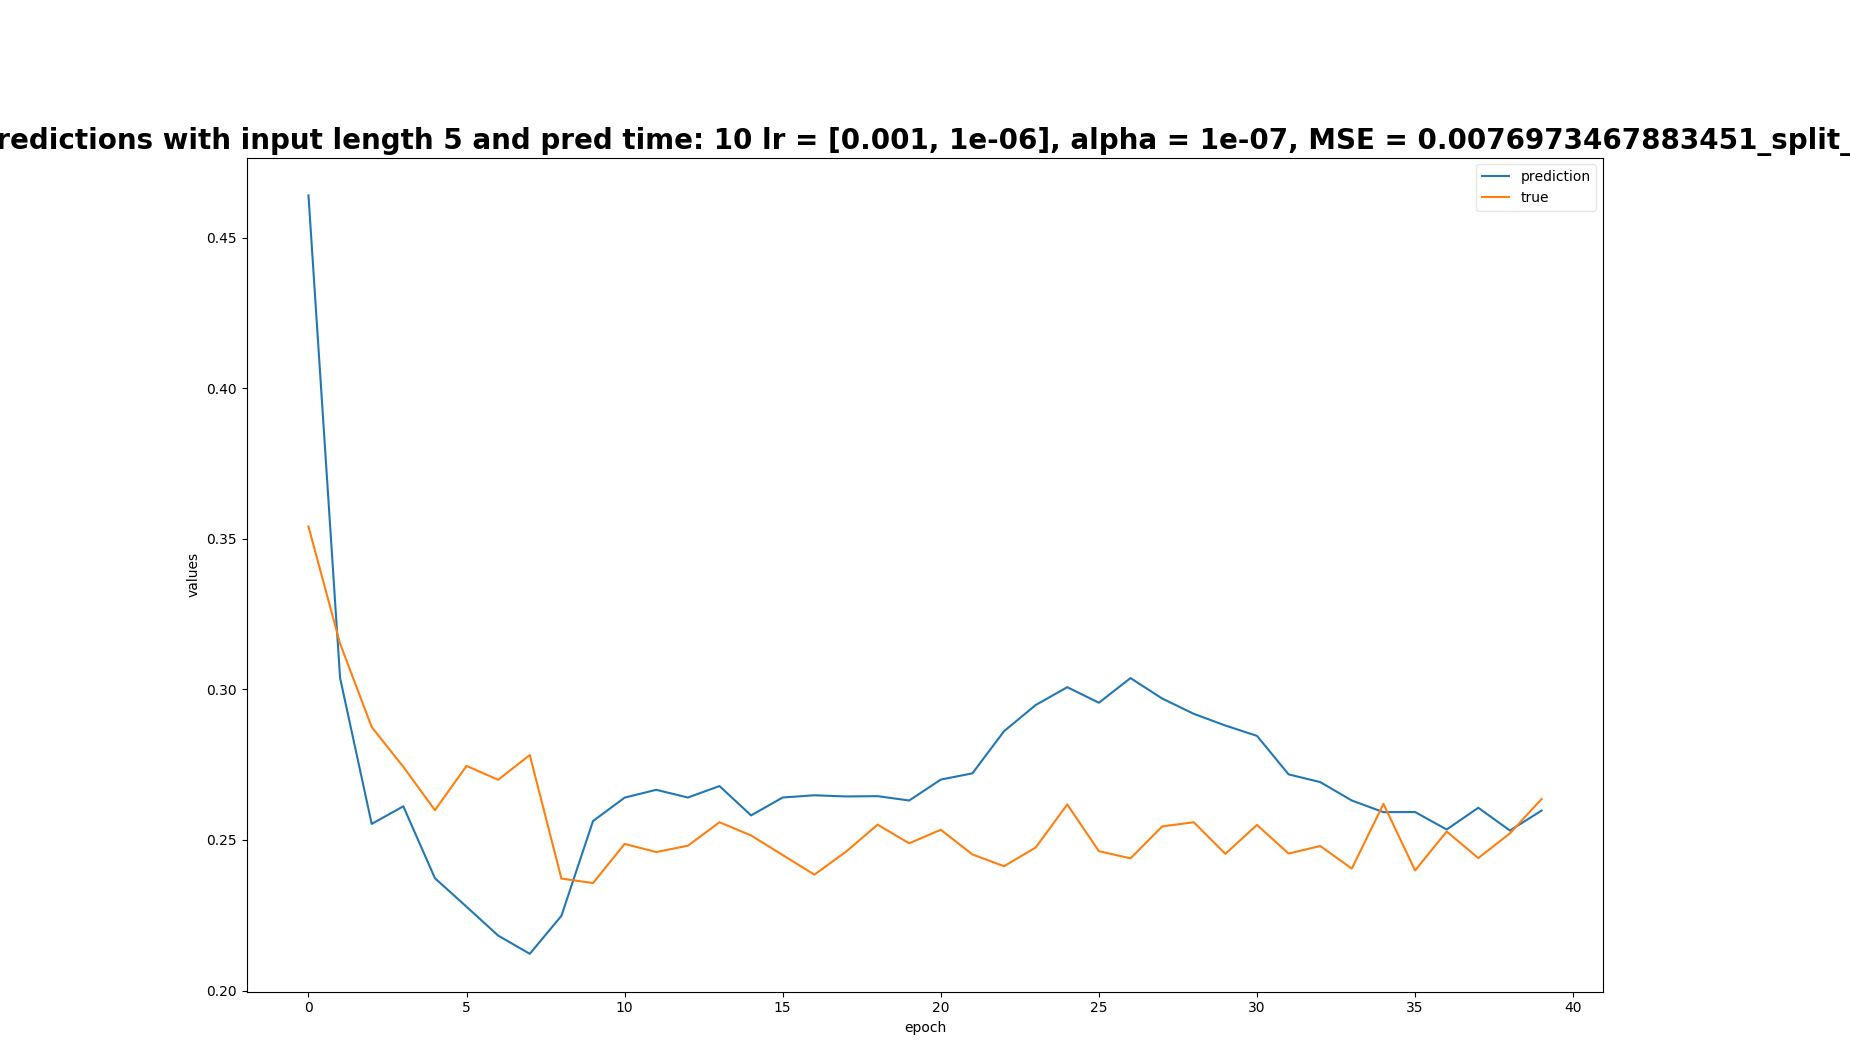 redictions with input length 5 and pred time: 10 lr = [0.001, 1e-06], alpha = 1e-07, MSE = 0.0076973467883451_split_
prediction
true
0.45
0.40
0.35
0.30
0.25
0.20
values
0 5 10 15 20 25 30 35 40
epoch